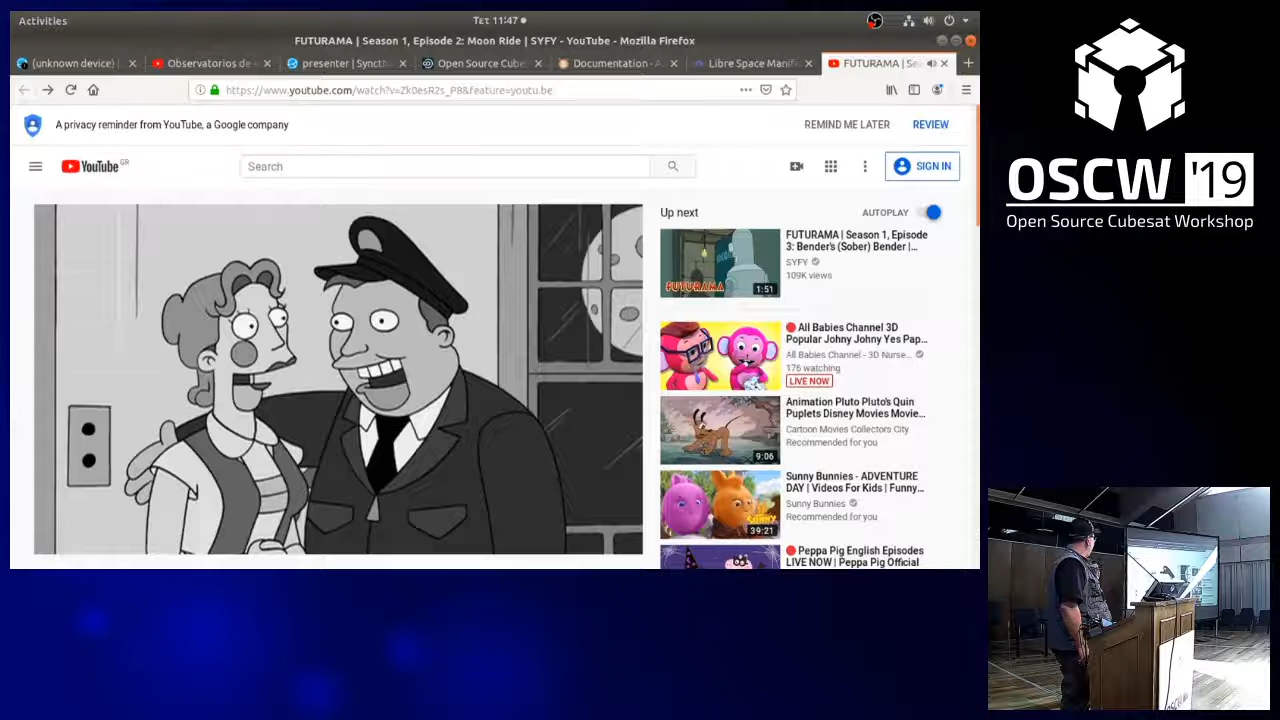 Activities
Τετ 11:47
FUTURAMA | Season 1, Episode 2: Moon Ride | SYFY - YouTube - Mozilla Firefox
(unknown device) |
Observatorios de
presenter | Syncth
Open Source Cube
Documentation - A
Libre Space Manif
FUTURAMA | Sea
https://www.youtube.com/watch?v=Zk0esR2s_P8&feature=youtu.be
A privacy reminder from YouTube, a Google company
REMIND ME LATER
REVIEW
YouTube GR
Search
SIGN IN
Up next
AUTOPLAY
FUTURAMA | Season 1, Episode
3: Bender's (Sober) Bender |...
SYFY
109K views
FUTURAMA
1:51
All Babies Channel 3D
Popular Johny Johny Yes Pap...
All Babies Channel - 3D Nurse...
176 watching
LIVE NOW
Animation Pluto Pluto's Quin
Puplets Disney Movies Movie...
Cartoon Movies Collectors City
Recommended for you
9:06
Sunny Bunnies - ADVENTURE
DAY | Videos For Kids | Funny...
Sunny Bunnies
Recommended for you
39:21
Peppa Pig English Episodes
LIVE NOW | Peppa Pig Official
OSCW '19
Open Source Cubesat Workshop